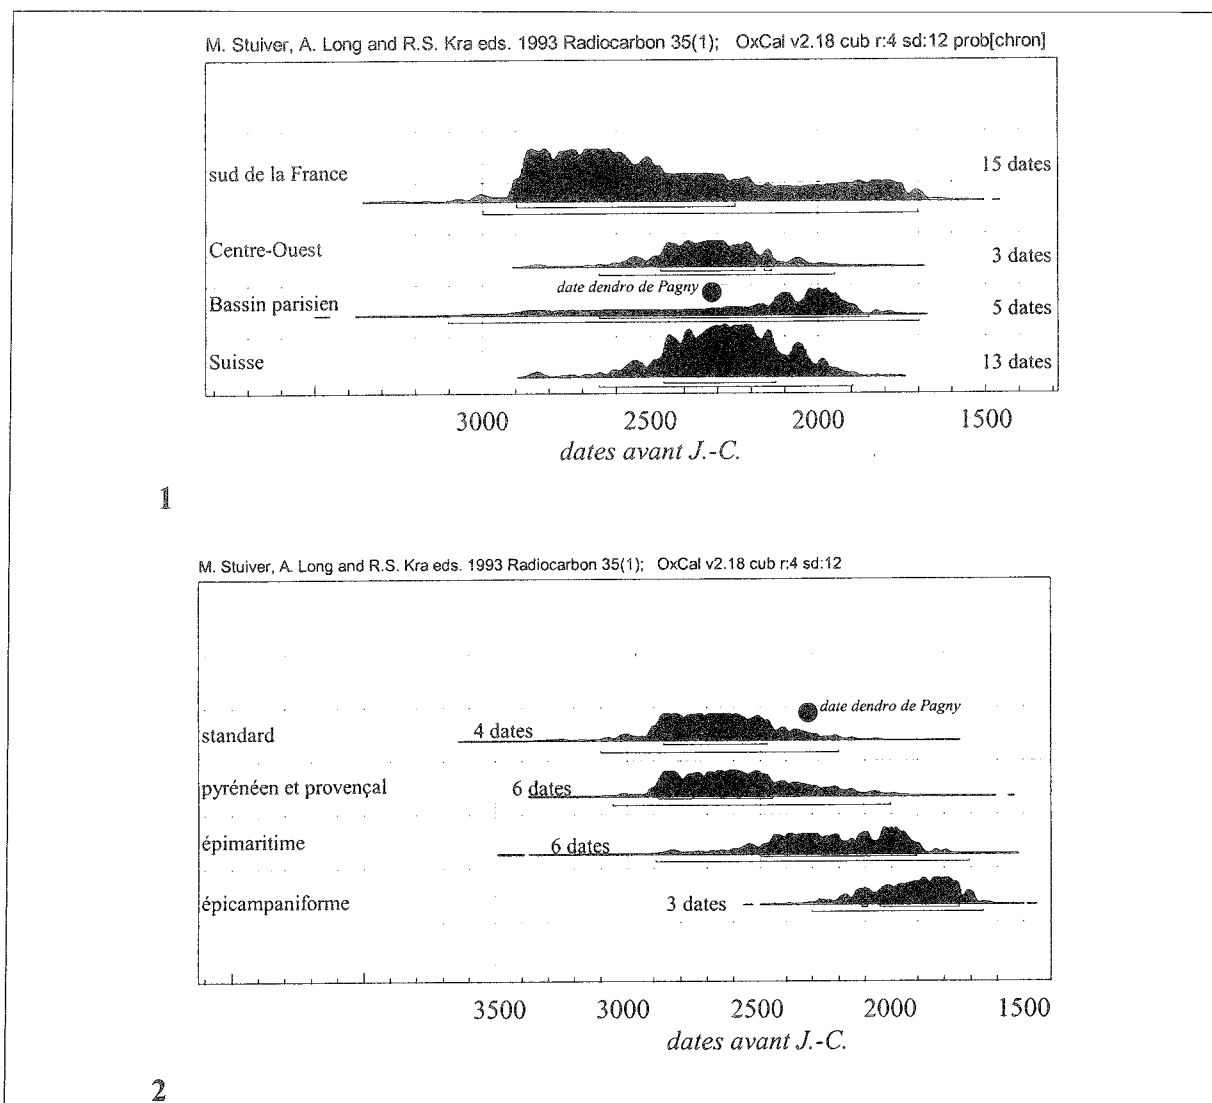 M. Stuiver, A. Long and R.S. Kra eds. 1993 Radiocarbon 35(1); OxCal v2.18 cub r:4 sd:12 prob[chron]
sud de la France 15 dates
Centre-Ouest 3 dates
date dendro de Pagny
Bassin parisien 5 dates
Suisse 13 dates
3000 2500 2000 1500
dates avant J.-C.
1
M. Stuiver, A. Long and R.S. Kra eds. 1993 Radiocarbon 35(1); OxCal v2.18 cub r:4 sd:12
date dendro de Pagny
standard 4 dates
pyrénéen et provençal 6 dates
épimaritime 6 dates
épicampaniforme 3 dates
3500 3000 2500 2000 1500
dates avant J.-C.
2